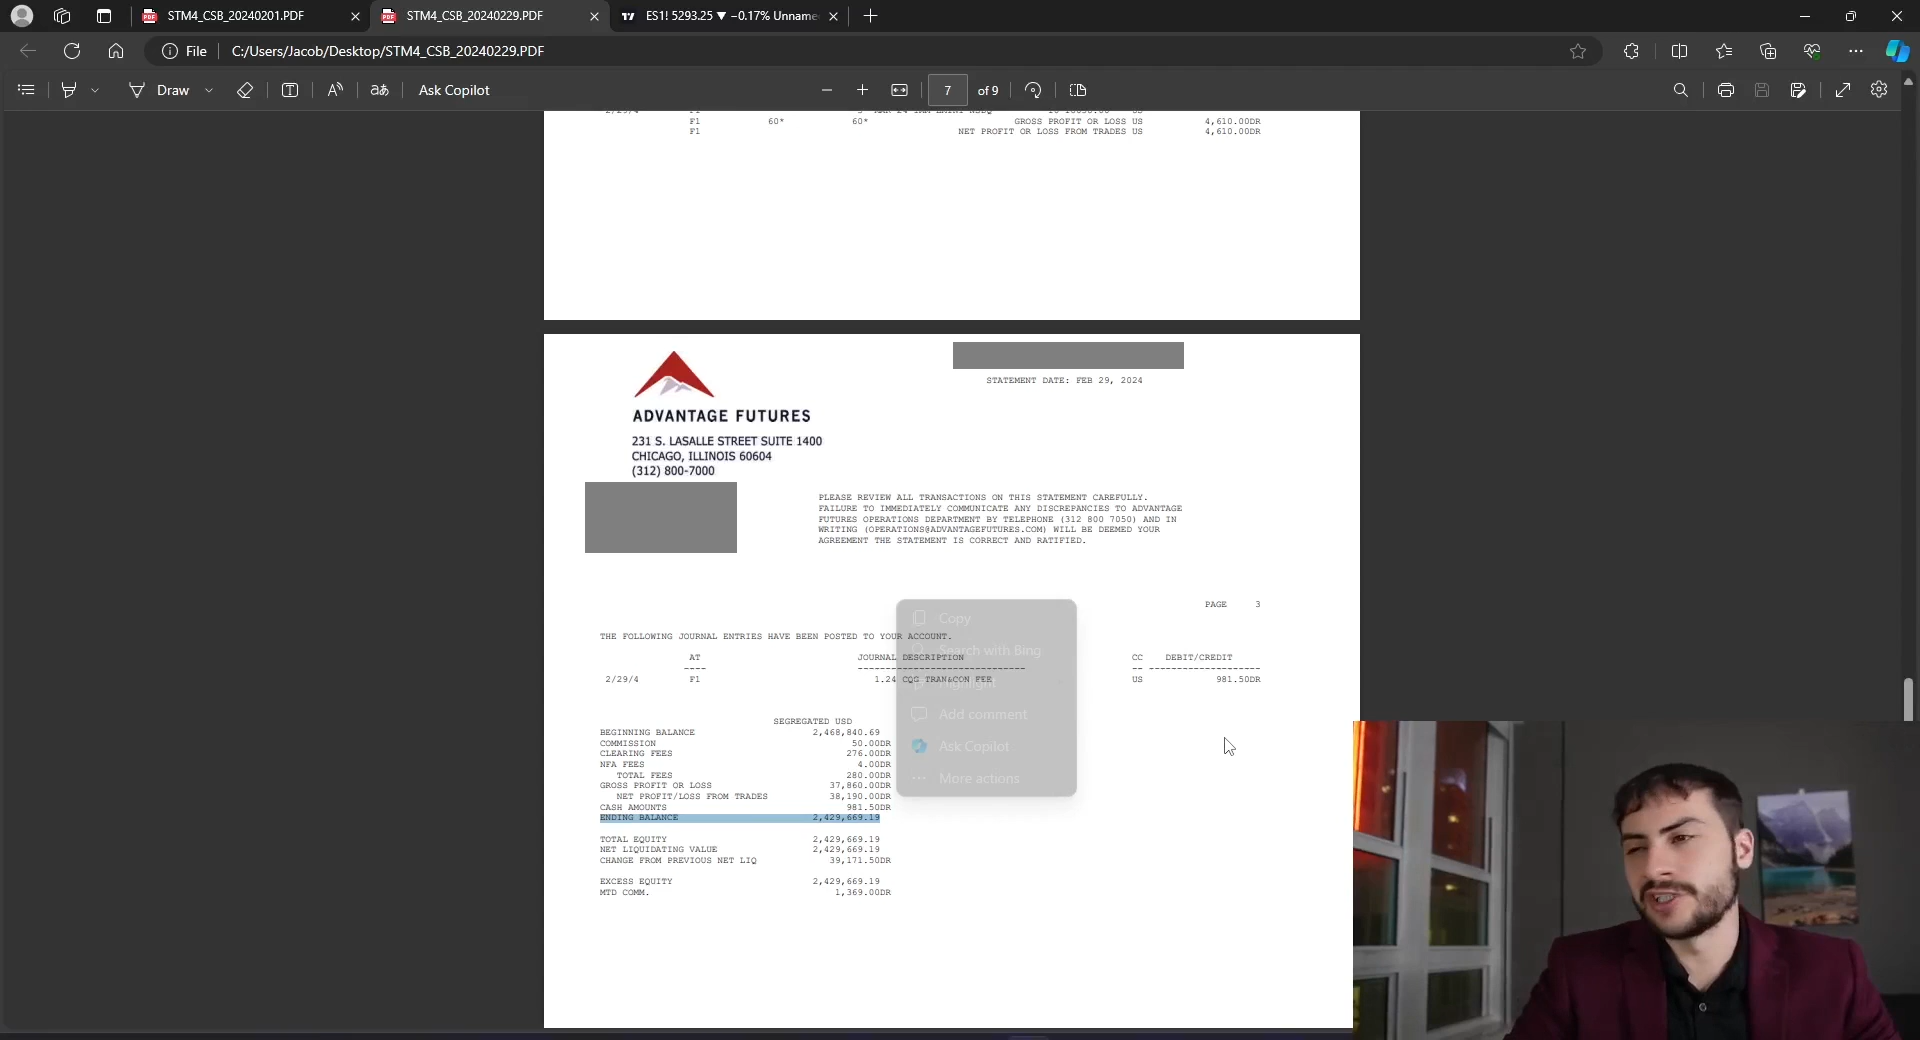 STM4_CSB_20240201.PDF
STM4_CSB_20240229.PDF
ES1! 5293.25 ▼ −0.17% Unname
File
C:/Users/Jacob/Desktop/STM4_CSB_20240229.PDF
Draw
Ask Copilot
7 of 9
F1 60* 60* GROSS PROFIT OR LOSS US 4,610.00DR
F1 NET PROFIT OR LOSS FROM TRADES US 4,610.00DR
STATEMENT DATE: FEB 29, 2024
ADVANTAGE FUTURES
231 S. LASALLE STREET SUITE 1400
CHICAGO, ILLINOIS 60604
(312) 800-7000
PLEASE REVIEW ALL TRANSACTIONS ON THIS STATEMENT CAREFULLY.
FAILURE TO IMMEDIATELY COMMUNICATE ANY DISCREPANCIES TO ADVANTAGE
FUTURES OPERATIONS DEPARTMENT BY TELEPHONE (312 800 7050) AND IN
WRITING (OPERATIONS@ADVANTAGEFUTURES.COM) WILL BE DEEMED YOUR
AGREEMENT THE STATEMENT IS CORRECT AND RATIFIED.
PAGE 3
THE FOLLOWING JOURNAL ENTRIES HAVE BEEN POSTED TO YOUR ACCOUNT.
AT JOURNAL DESCRIPTION CC DEBIT/CREDIT
2/29/4 F1 1.24 CQG TRAN&CON FEE US 981.50DR
SEGREGATED USD
BEGINNING BALANCE 2,468,840.69
COMMISSION 50.00DR
CLEARING FEES 276.00DR
NFA FEES 4.00DR
TOTAL FEES 280.00DR
GROSS PROFIT OR LOSS 37,860.00DR
NET PROFIT/LOSS FROM TRADES 38,190.00DR
CASH AMOUNTS 981.50DR
ENDING BALANCE 2,429,669.19
TOTAL EQUITY 2,429,669.19
NET LIQUIDATING VALUE 2,429,669.19
CHANGE FROM PREVIOUS NET LIQ 39,171.50DR
EXCESS EQUITY 2,429,669.19
MTD COMM. 1,369.00DR
Copy
Search with Bing
Highlight
Add comment
Ask Copilot
More actions